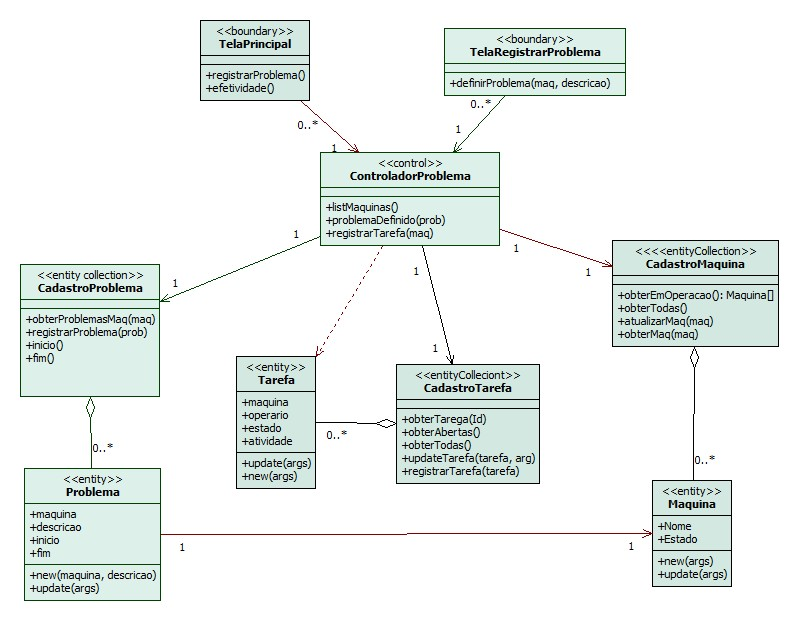 <<boundary>>
TelaPrincipal
+registrarProblema()
+efetividade()
<<boundary>>
TelaRegistrarProblema
+definirProblema(maq, descricao)
0..*
1
0..*
1
<<control>>
ControladorProblema
+listMaquinas()
+problemaDefinido(prob)
+registrarTarefa(maq)
1
1
1
1
1
1
<<entity collection>>
CadastroProblema
+obterProblemasMaq(maq)
+registrarProblema(prob)
+inicio()
+fim()
<<<<entityCollection>>
CadastroMaquina
+obterEmOperacao(): Maquina[]
+obterTodas()
+atualizarMaq(maq)
+obterMaq(maq)
<<entity>>
Tarefa
+maquina
+operario
+estado
+atividade
+update(args)
+new(args)
0..*
<<entityColleciont>>
CadastroTarefa
+obterTarega(Id)
+obterAbertas()
+obterTodas()
+updateTarefa(tarefa, arg)
+registrarTarefa(tarefa)
0..*
0..*
<<entity>>
Problema
+maquina
+descricao
+inicio
+fim
+new(maquina, descricao)
+update(args)
1
1
<<entity>>
Maquina
+Nome
+Estado
+new(args)
+update(args)